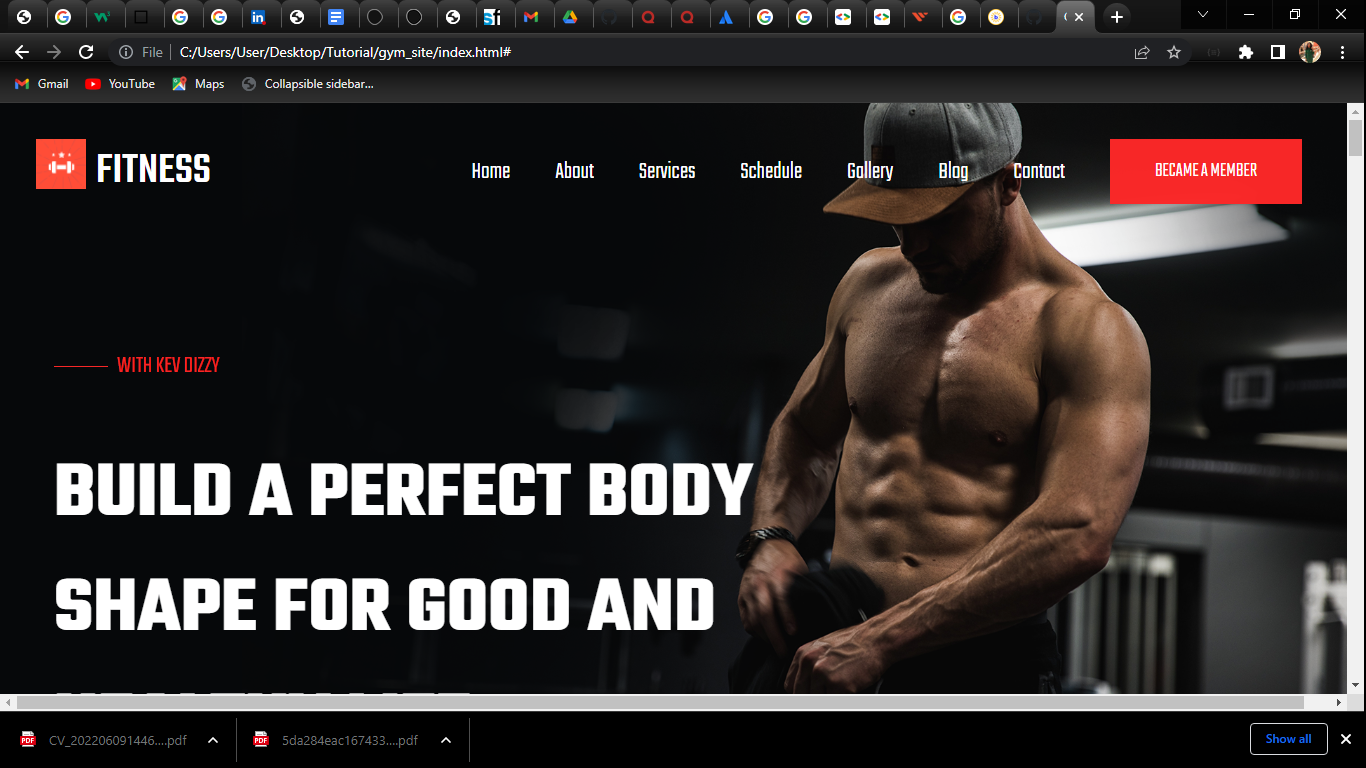 File
C:/Users/User/Desktop/Tutorial/gym_site/index.html#
Gmail
YouTube
Maps
Collapsible sidebar...
FITNESS
Home
About
Services
Schedule
Gallery
Blog
Contact
BECAME A MEMBER
WITH KEV DIZZY
BUILD A PERFECT BODY
SHAPE FOR GOOD AND
CV_202206091446....pdf
5da284eac167433....pdf
Show all